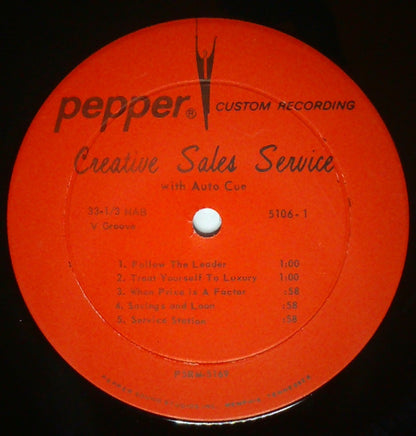 pepper® CUSTOM RECORDING
Creative Sales Service
with Auto Cue
33-1/3 NAB
V Groove
5106-1
1. Follow The Leader 1:00
2. Treat Yourself To Luxury 1:00
3. When Price Is A Factor :58
4. Savings and Loan :58
5. Service Station :58
MEMPHIS, TENNESSEE